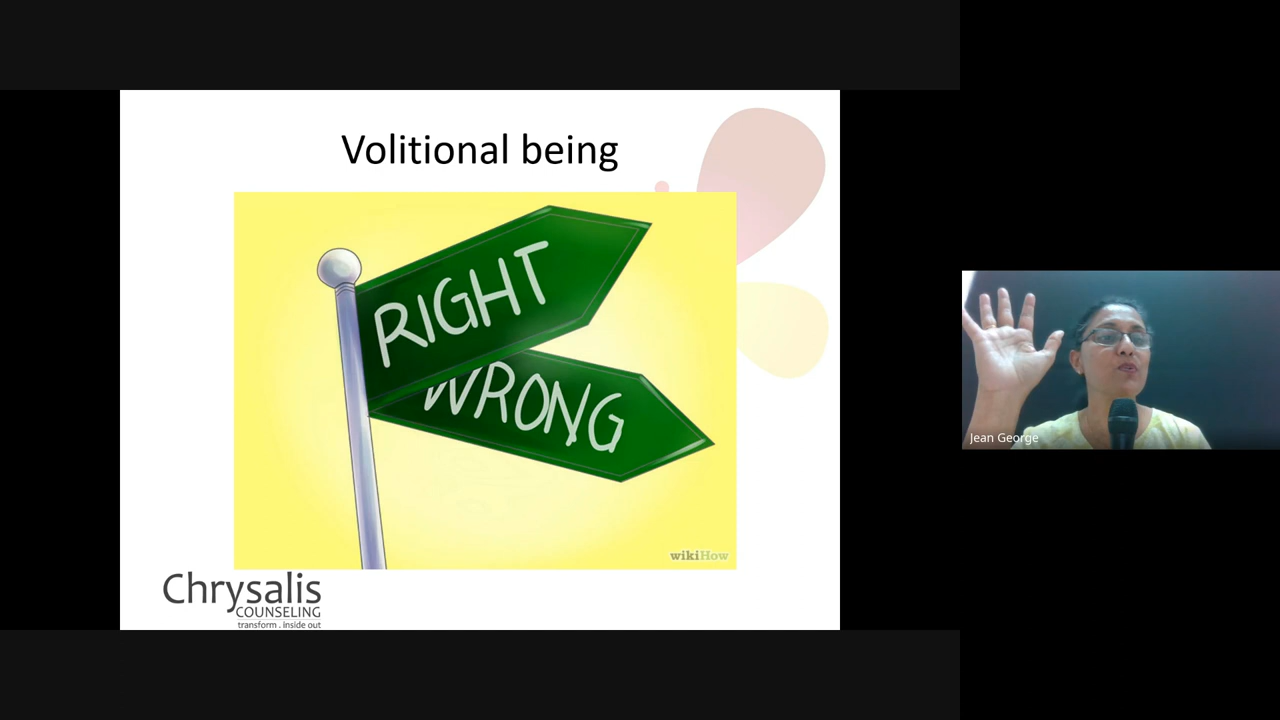 Volitional being
RIGHT
WRONG
wikiHow
Chrysalis
COUNSELING
transform . inside out
Jean George